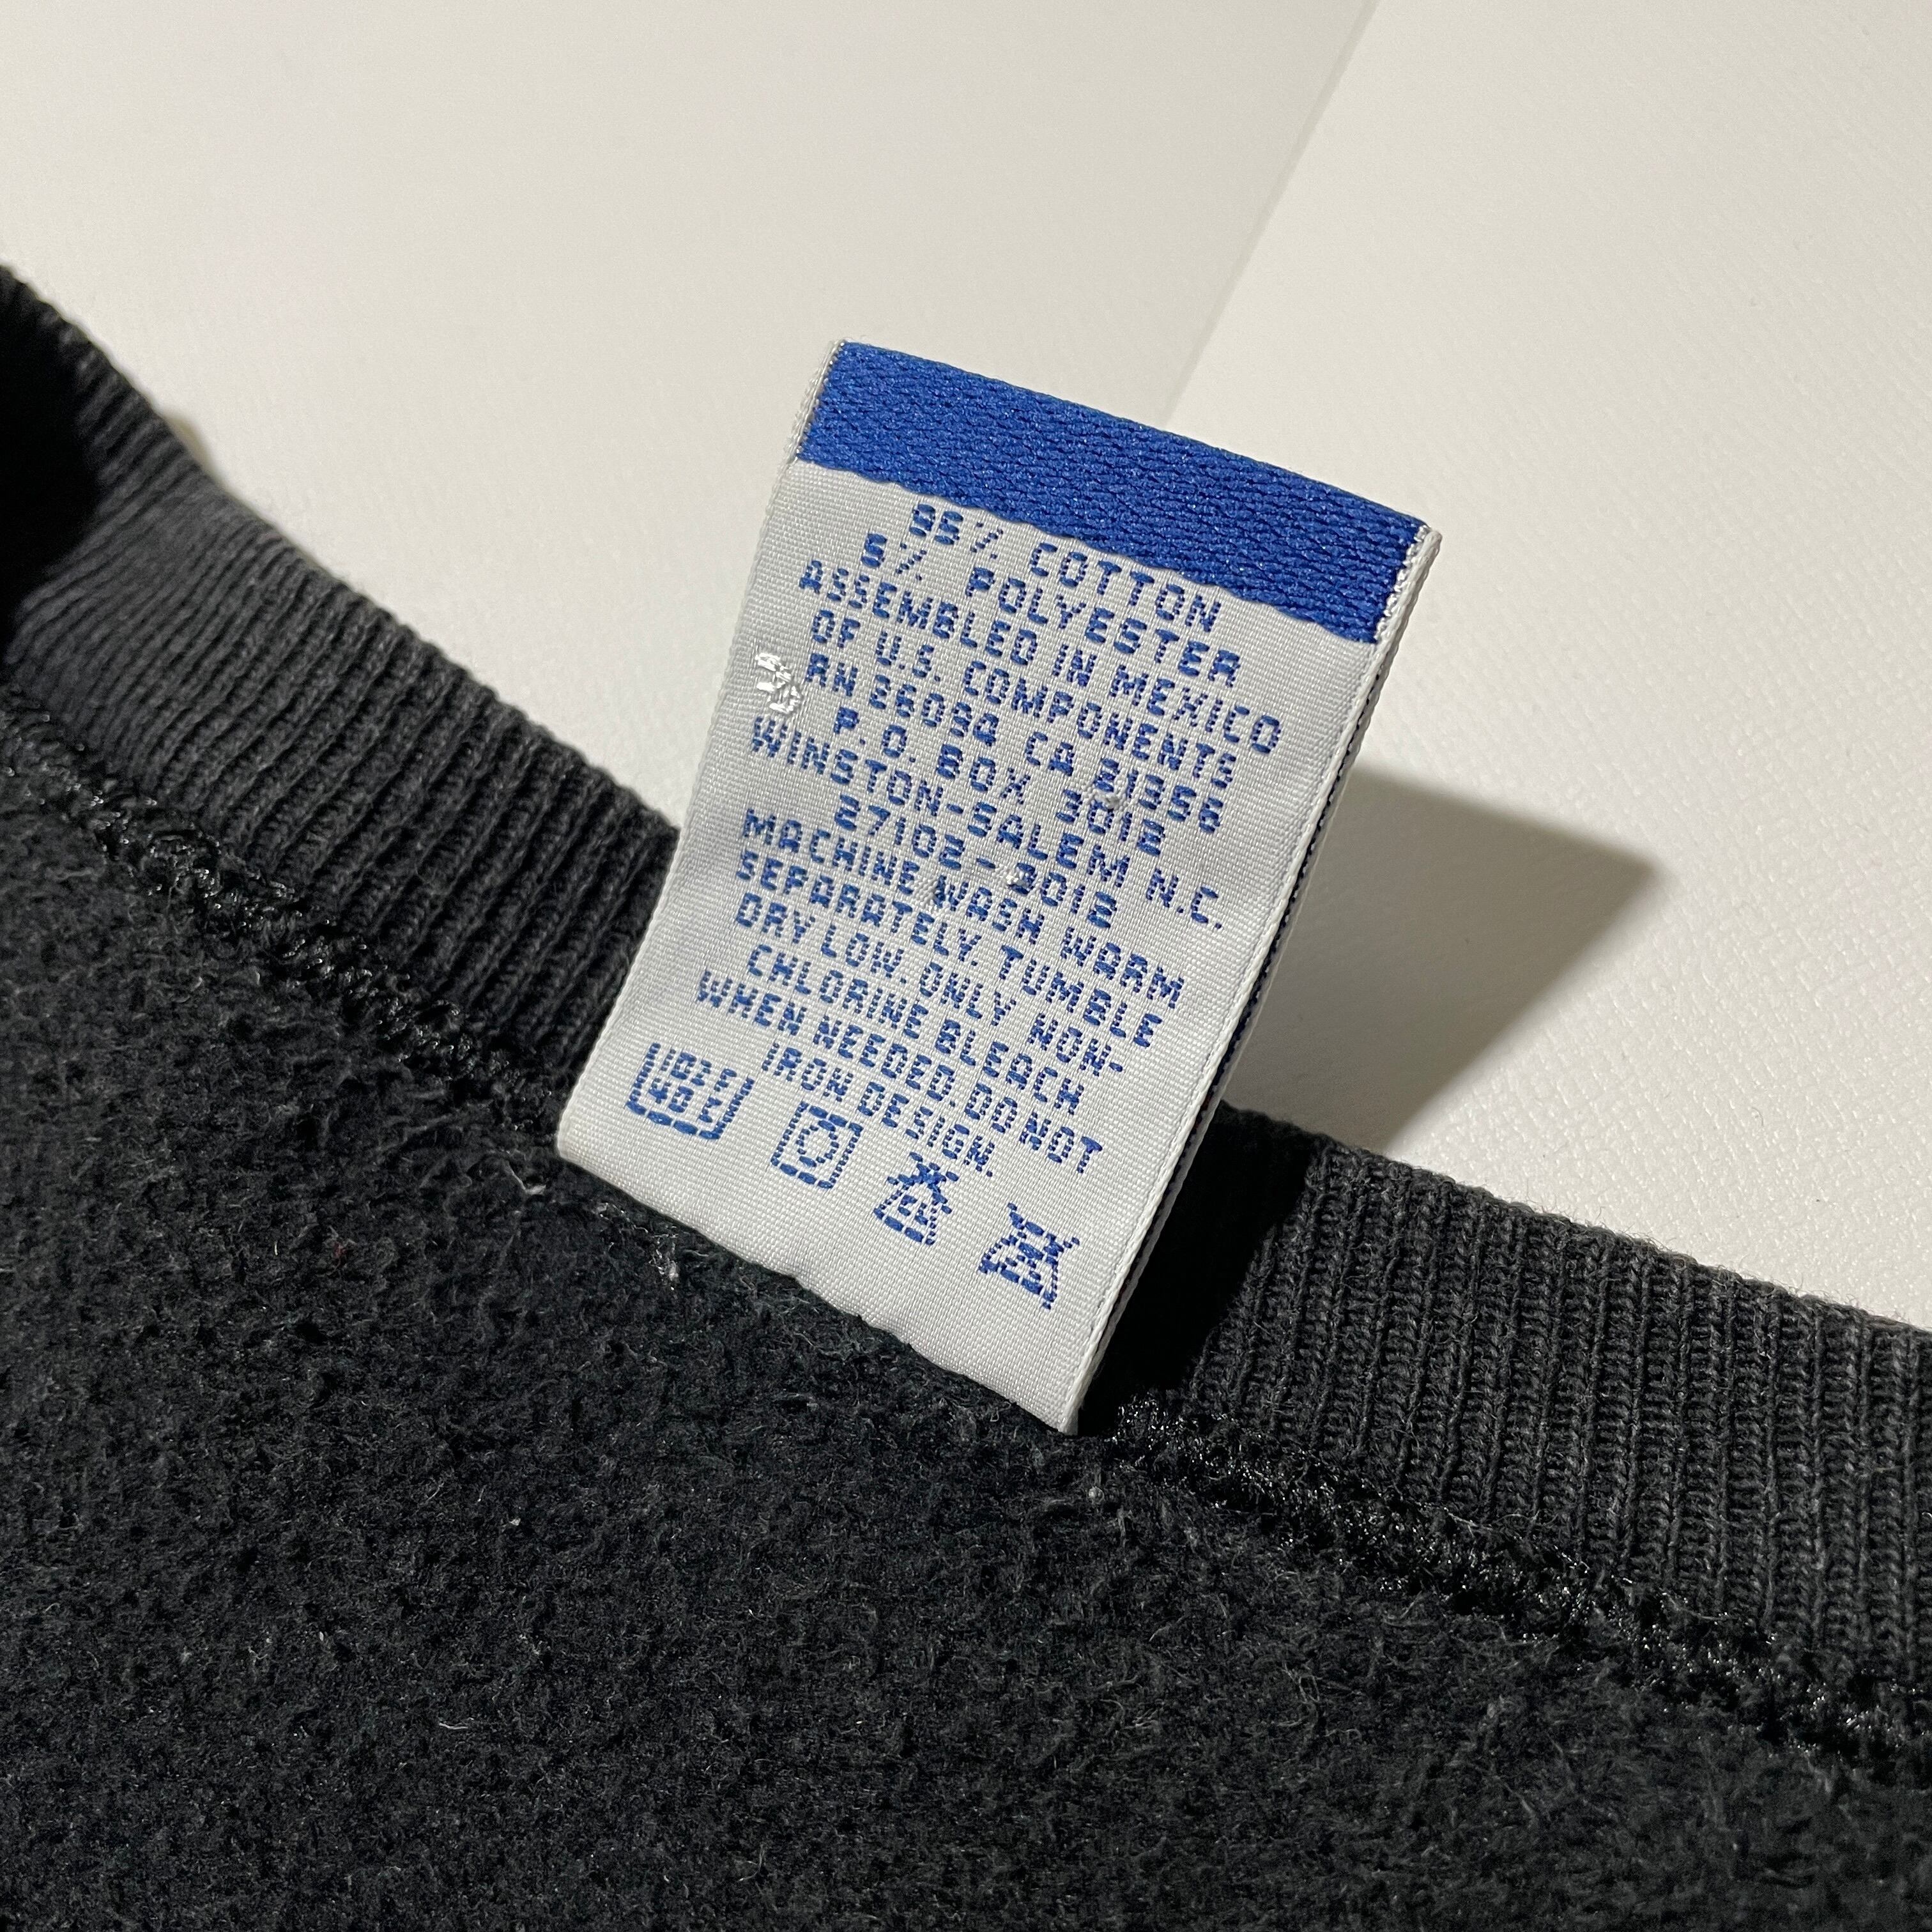 95% COTTON
5% POLYESTER
ASSEMBLED IN MEXICO
OF U.S. COMPONENTS
RN 26094 CA 21356
P.O. BOX 3012
WINSTON-SALEM N.C.
27102-3012
MACHINE WASH WARM
SEPARATELY. TUMBLE
DRY LOW. ONLY NON-
CHLORINE BLEACH
WHEN NEEDED. DO NOT
IRON DESIGN.